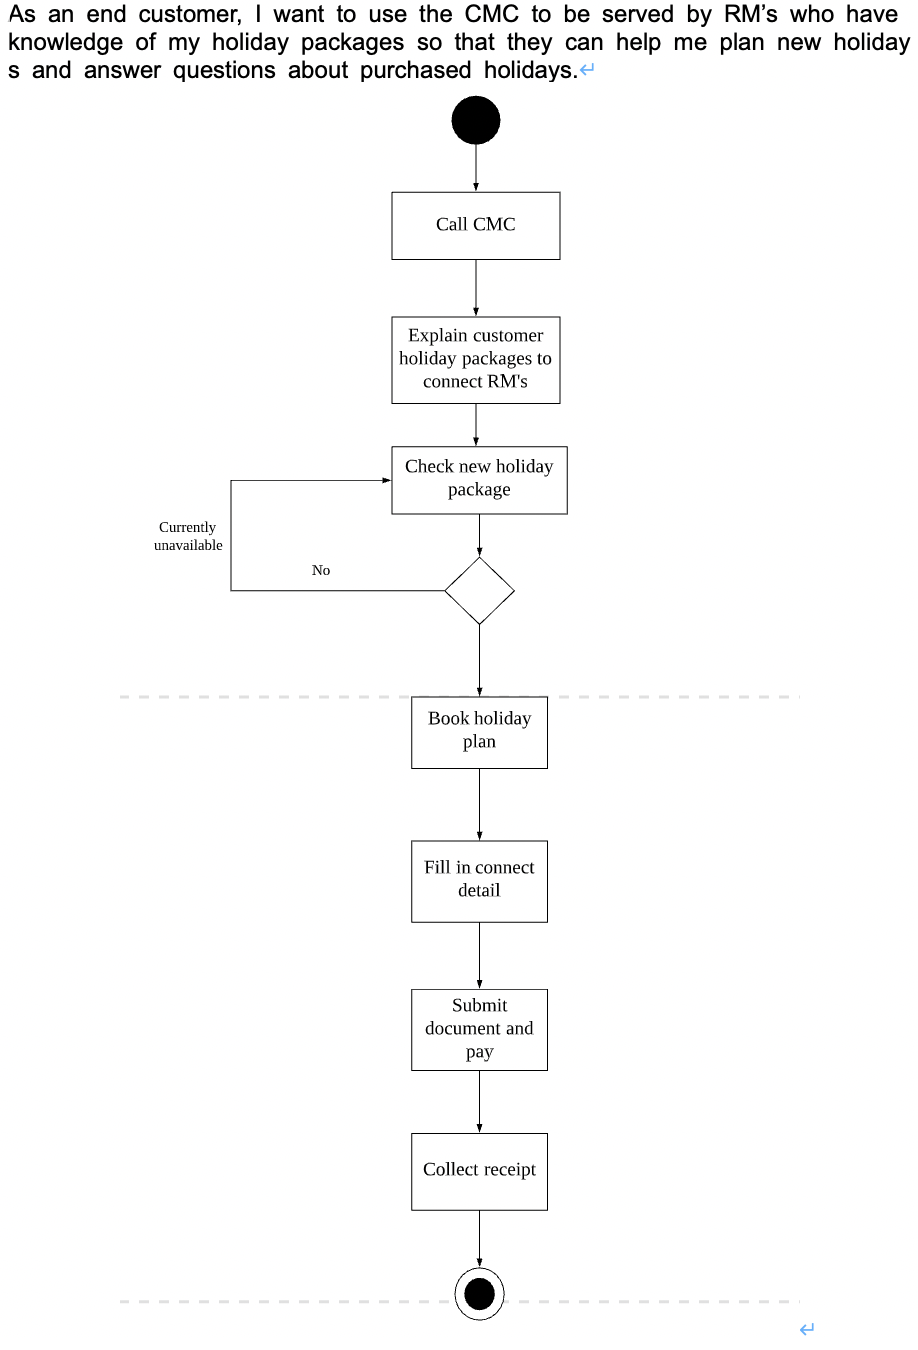 As an end customer, I want to use the CMC to be served by RM’s who have
knowledge of my holiday packages so that they can help me plan new holiday
s and answer questions about purchased holidays.↵
Call CMC
Explain customer
holiday packages to
connect RM's
Check new holiday
package
Currently
unavailable
No
Book holiday
plan
Fill in connect
detail
Submit
document and
pay
Collect receipt
↵